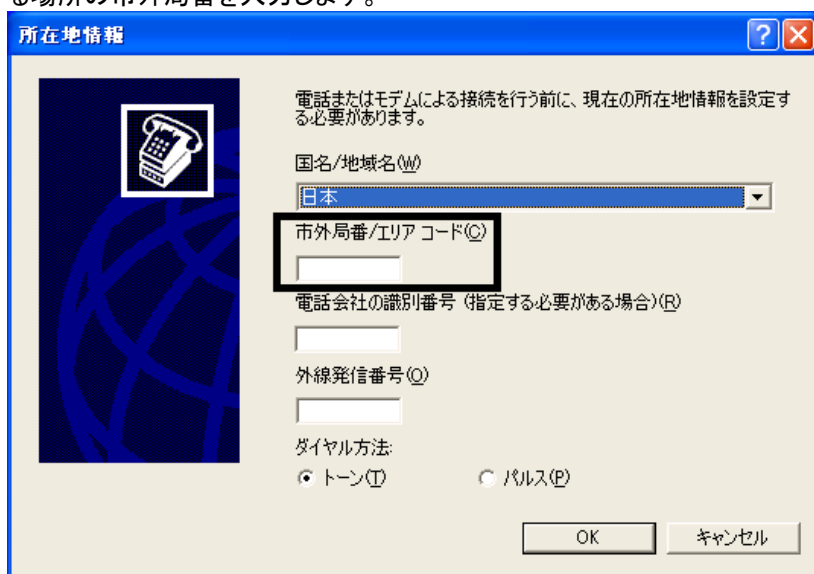 る場所の市外局番を入力します。
所在地情報
電話またはモデムによる接続を行う前に、現在の所在地情報を設定す
る必要があります。
国名/地域名(W)
日本
市外局番/エリア コード(C)
電話会社の識別番号 (指定する必要がある場合)(R)
外線発信番号(O)
ダイヤル方法:
トーン(T) パルス(P)
OK キャンセル